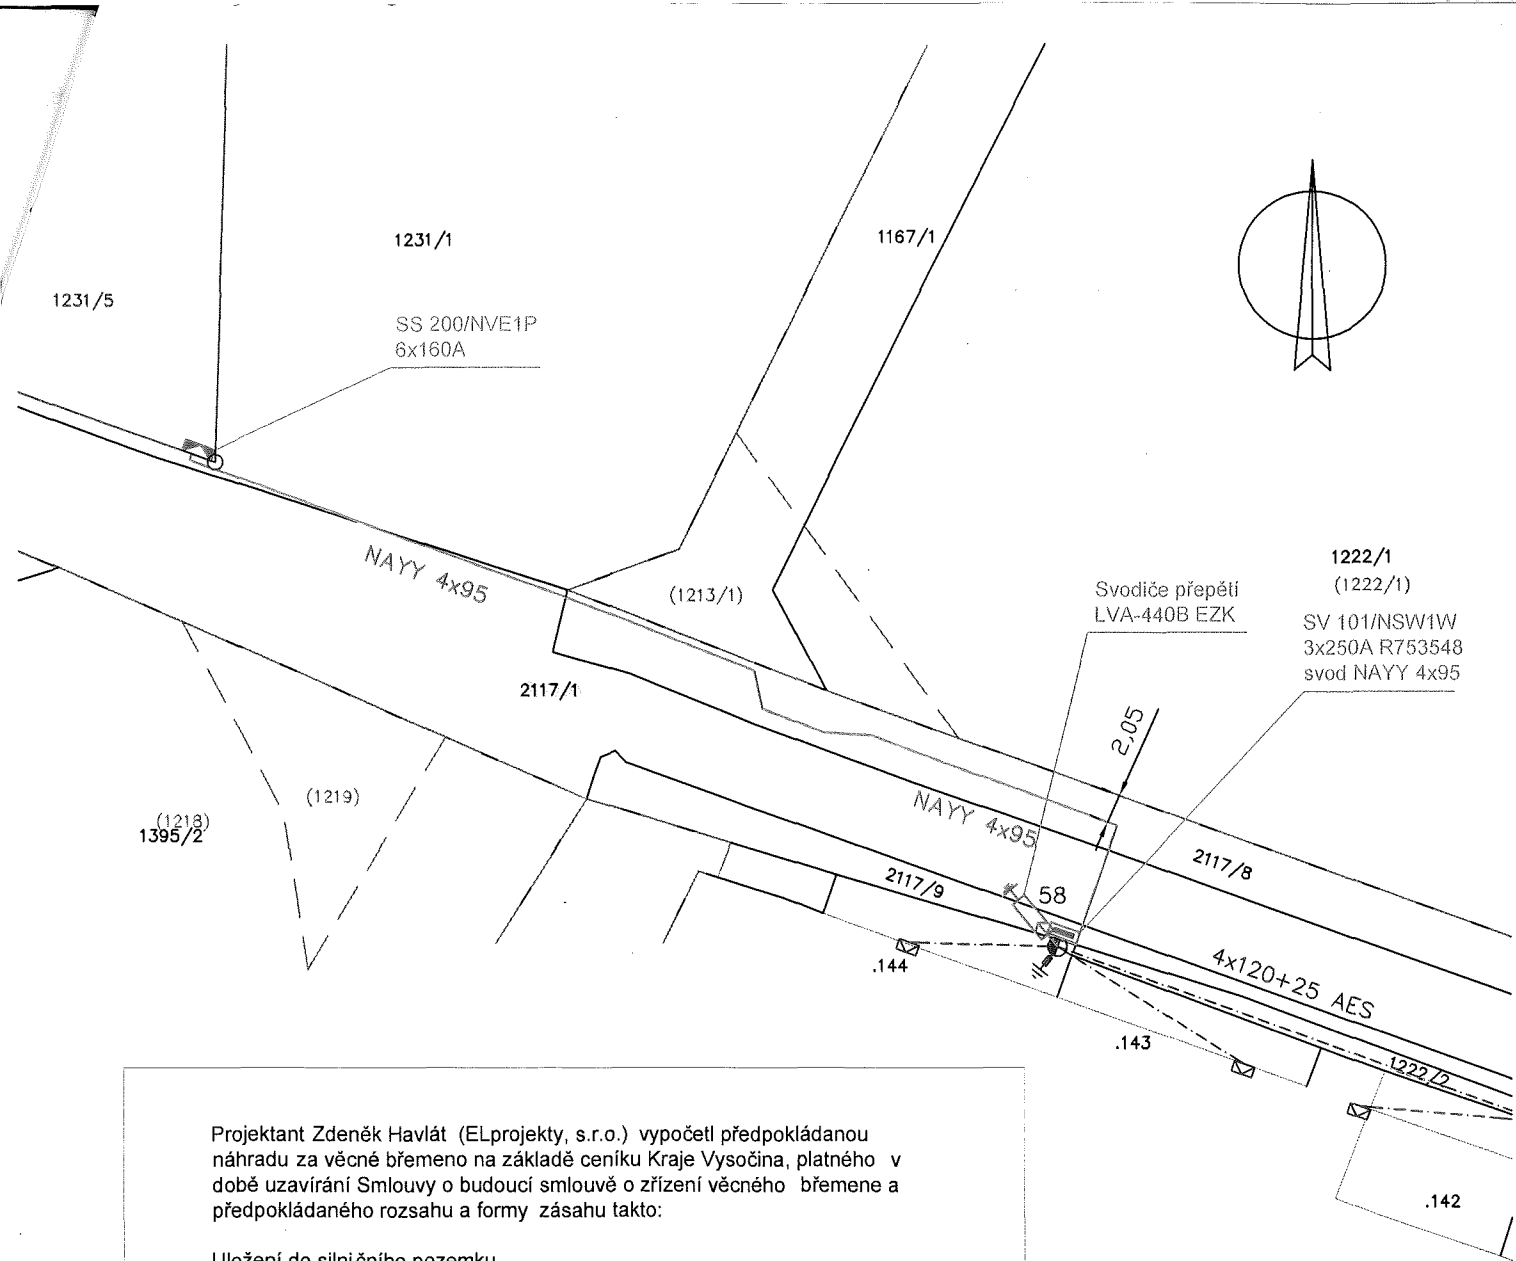 1231/1
1167/1
1231/5
SS 200/NVE1P
6x160A
NAYY 4x95
(1213/1)
1222/1
(1222/1)
Svodiče přepětí
LVA-440B EZK
SV 101/NSW1W
3x250A R753548
svod NAYY 4x95
2117/1
2,05
(1219)
(1218)
1395/2
NAYY 4x95
2117/8
2117/9
58
.144
4x120+25 AES
.143
1222/2
.142
Projektant Zdeněk Havlát (ELprojekty, s.r.o.) vypočetl předpokládanou
náhradu za věcné břemeno na základě ceníku Kraje Vysočina, platného v
době uzavírání Smlouvy o budoucí smlouvě o zřízení věcného břemene a
předpokládaného rozsahu a formy zásahu takto:
Uložení do silničního pozemku